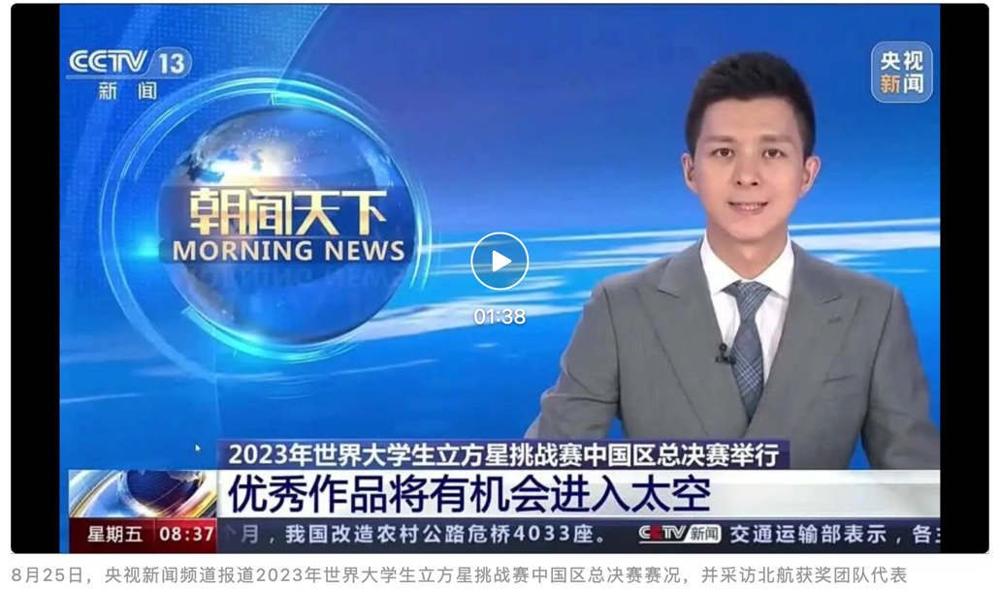 CCTV 13
新闻
央视
新闻
朝闻天下
MORNING NEWS
01:38
2023年世界大学生立方星挑战赛中国区总决赛举行
优秀作品将有机会进入太空
星期五 08:37 个月，我国改造农村公路危桥4033座。 CCTV新闻 交通运输部表示，各
8月25日，央视新闻频道报道2023年世界大学生立方星挑战赛中国区总决赛赛况，并采访北航获奖团队代表